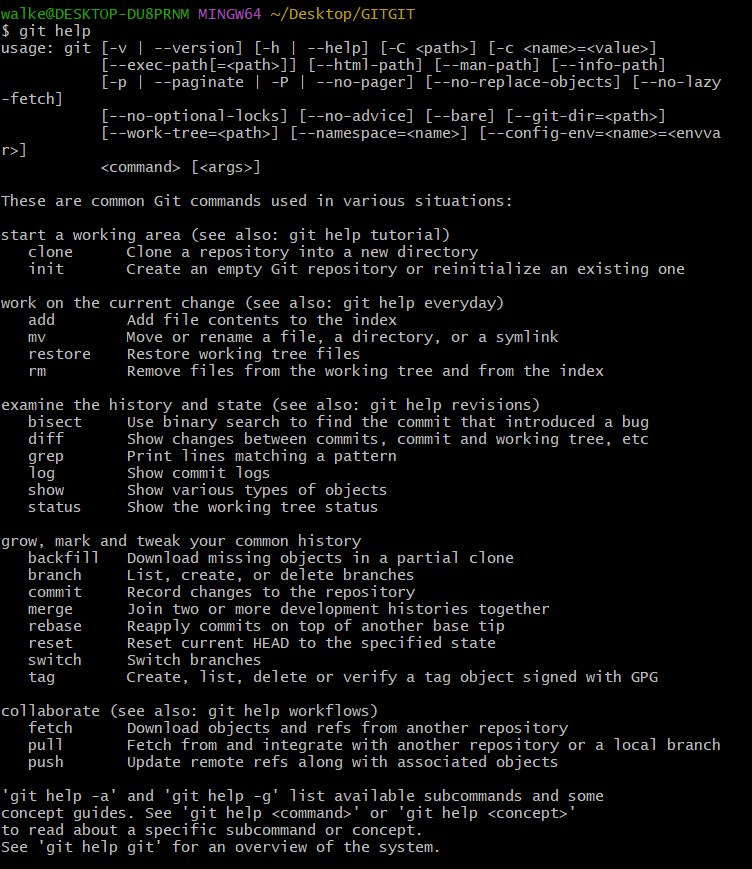 walke@DESKTOP-DU8PRNM MINGW64 ~/Desktop/GITGIT
$ git help
usage: git [-v | --version] [-h | --help] [-C <path>] [-c <name>=<value>]
           [--exec-path[=<path>]] [--html-path] [--man-path] [--info-path]
           [-p | --paginate | -P | --no-pager] [--no-replace-objects] [--no-lazy
-fetch]
           [--no-optional-locks] [--no-advice] [--bare] [--git-dir=<path>]
           [--work-tree=<path>] [--namespace=<name>] [--config-env=<name>=<envva
r>]
           <command> [<args>]

These are common Git commands used in various situations:

start a working area (see also: git help tutorial)
   clone      Clone a repository into a new directory
   init       Create an empty Git repository or reinitialize an existing one

work on the current change (see also: git help everyday)
   add        Add file contents to the index
   mv         Move or rename a file, a directory, or a symlink
   restore    Restore working tree files
   rm         Remove files from the working tree and from the index

examine the history and state (see also: git help revisions)
   bisect     Use binary search to find the commit that introduced a bug
   diff       Show changes between commits, commit and working tree, etc
   grep       Print lines matching a pattern
   log        Show commit logs
   show       Show various types of objects
   status     Show the working tree status

grow, mark and tweak your common history
   backfill   Download missing objects in a partial clone
   branch     List, create, or delete branches
   commit     Record changes to the repository
   merge      Join two or more development histories together
   rebase     Reapply commits on top of another base tip
   reset      Reset current HEAD to the specified state
   switch     Switch branches
   tag        Create, list, delete or verify a tag object signed with GPG

collaborate (see also: git help workflows)
   fetch      Download objects and refs from another repository
   pull       Fetch from and integrate with another repository or a local branch
   push       Update remote refs along with associated objects

'git help -a' and 'git help -g' list available subcommands and some
concept guides. See 'git help <command>' or 'git help <concept>'
to read about a specific subcommand or concept.
See 'git help git' for an overview of the system.